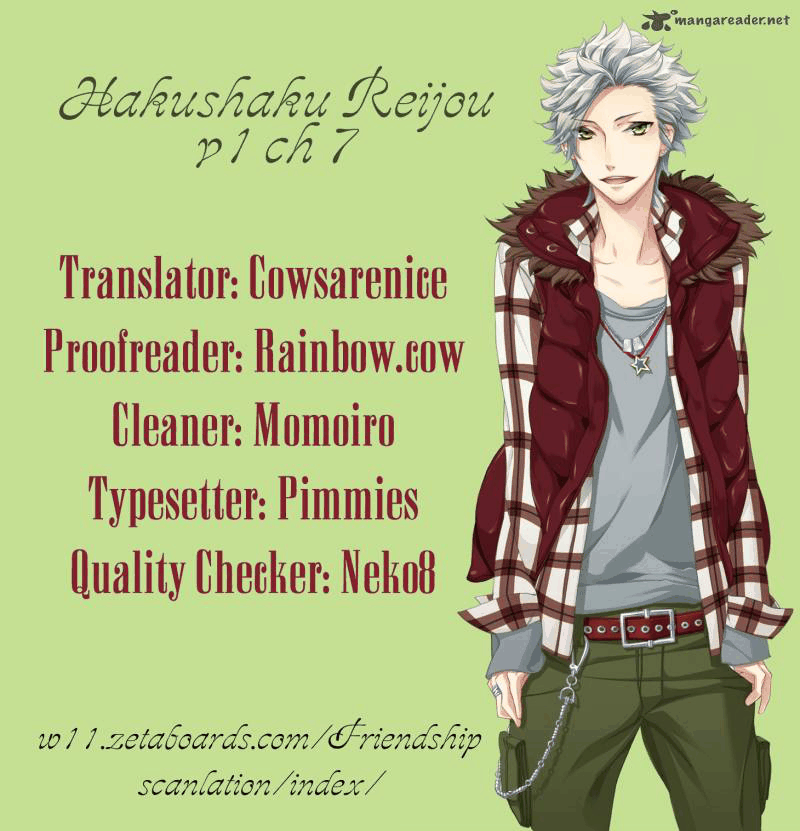 mangareader.net
Hakushaku Reijou
v1 ch 7
Translator: Cowsarenice
Proofreader: Rainbow.cow
Cleaner: Momoiro
Typesetter: Pimmies
Quality Checker: Neko8
w11.zetaboards.com/Friendship
scanlation/index/